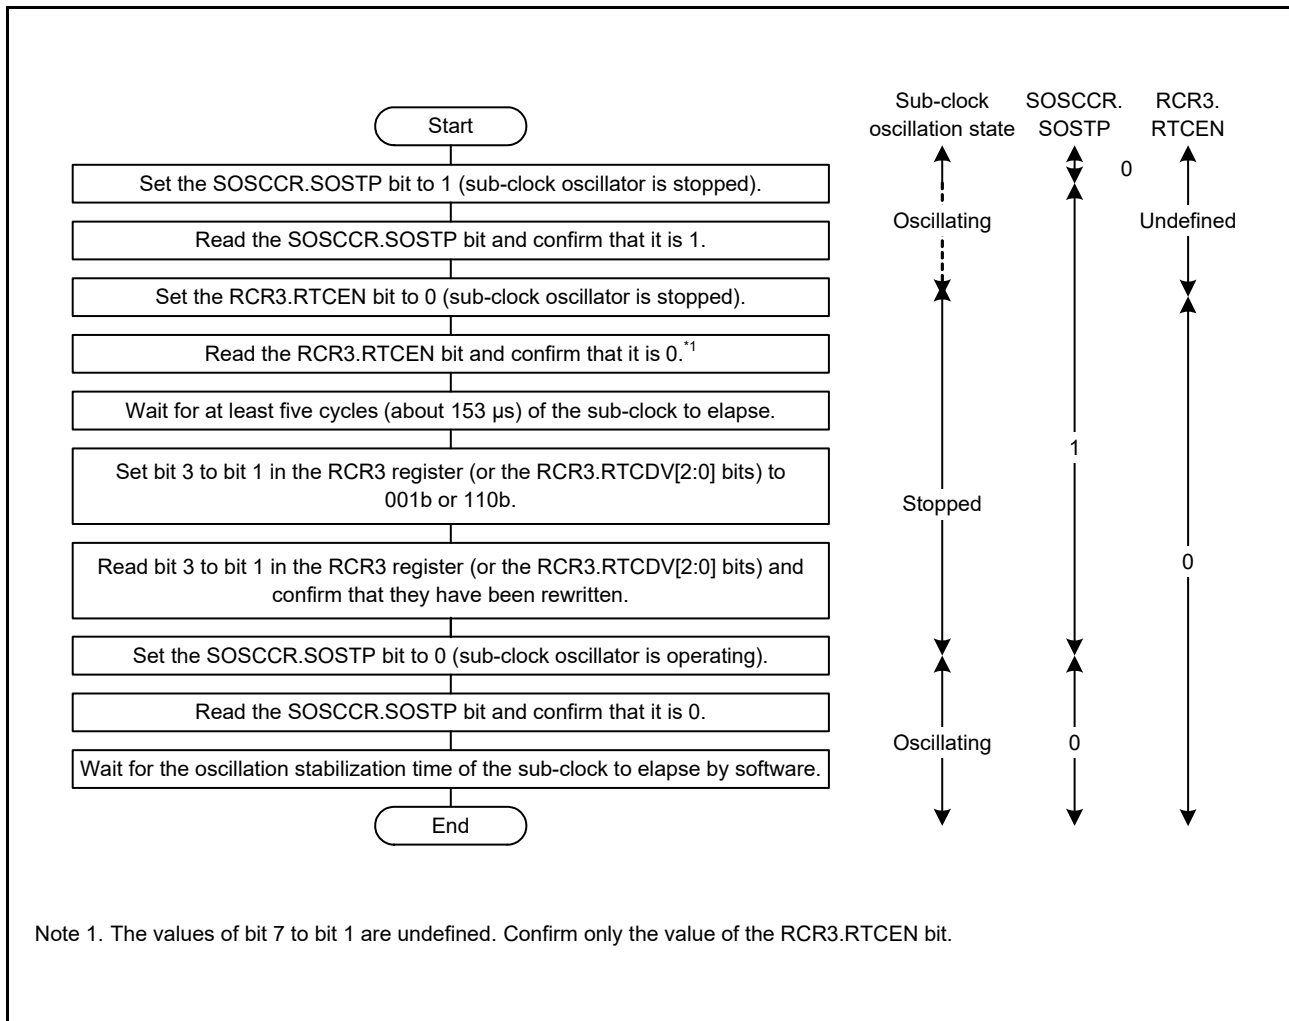 Start
Set the SOSCCR.SOSTP bit to 1 (sub-clock oscillator is stopped).
Read the SOSCCR.SOSTP bit and confirm that it is 1.
Set the RCR3.RTCEN bit to 0 (sub-clock oscillator is stopped).
Read the RCR3.RTCEN bit and confirm that it is 0.*1
Wait for at least five cycles (about 153 µs) of the sub-clock to elapse.
Set bit 3 to bit 1 in the RCR3 register (or the RCR3.RTCDV[2:0] bits) to
001b or 110b.
Read bit 3 to bit 1 in the RCR3 register (or the RCR3.RTCDV[2:0] bits) and
confirm that they have been rewritten.
Set the SOSCCR.SOSTP bit to 0 (sub-clock oscillator is operating).
Read the SOSCCR.SOSTP bit and confirm that it is 0.
Wait for the oscillation stabilization time of the sub-clock to elapse by software.
End
Sub-clock
oscillation state
Oscillating
Stopped
Oscillating
SOSCCR.
SOSTP
0
1
0
RCR3.
RTCEN
Undefined
0
Note 1. The values of bit 7 to bit 1 are undefined. Confirm only the value of the RCR3.RTCEN bit.